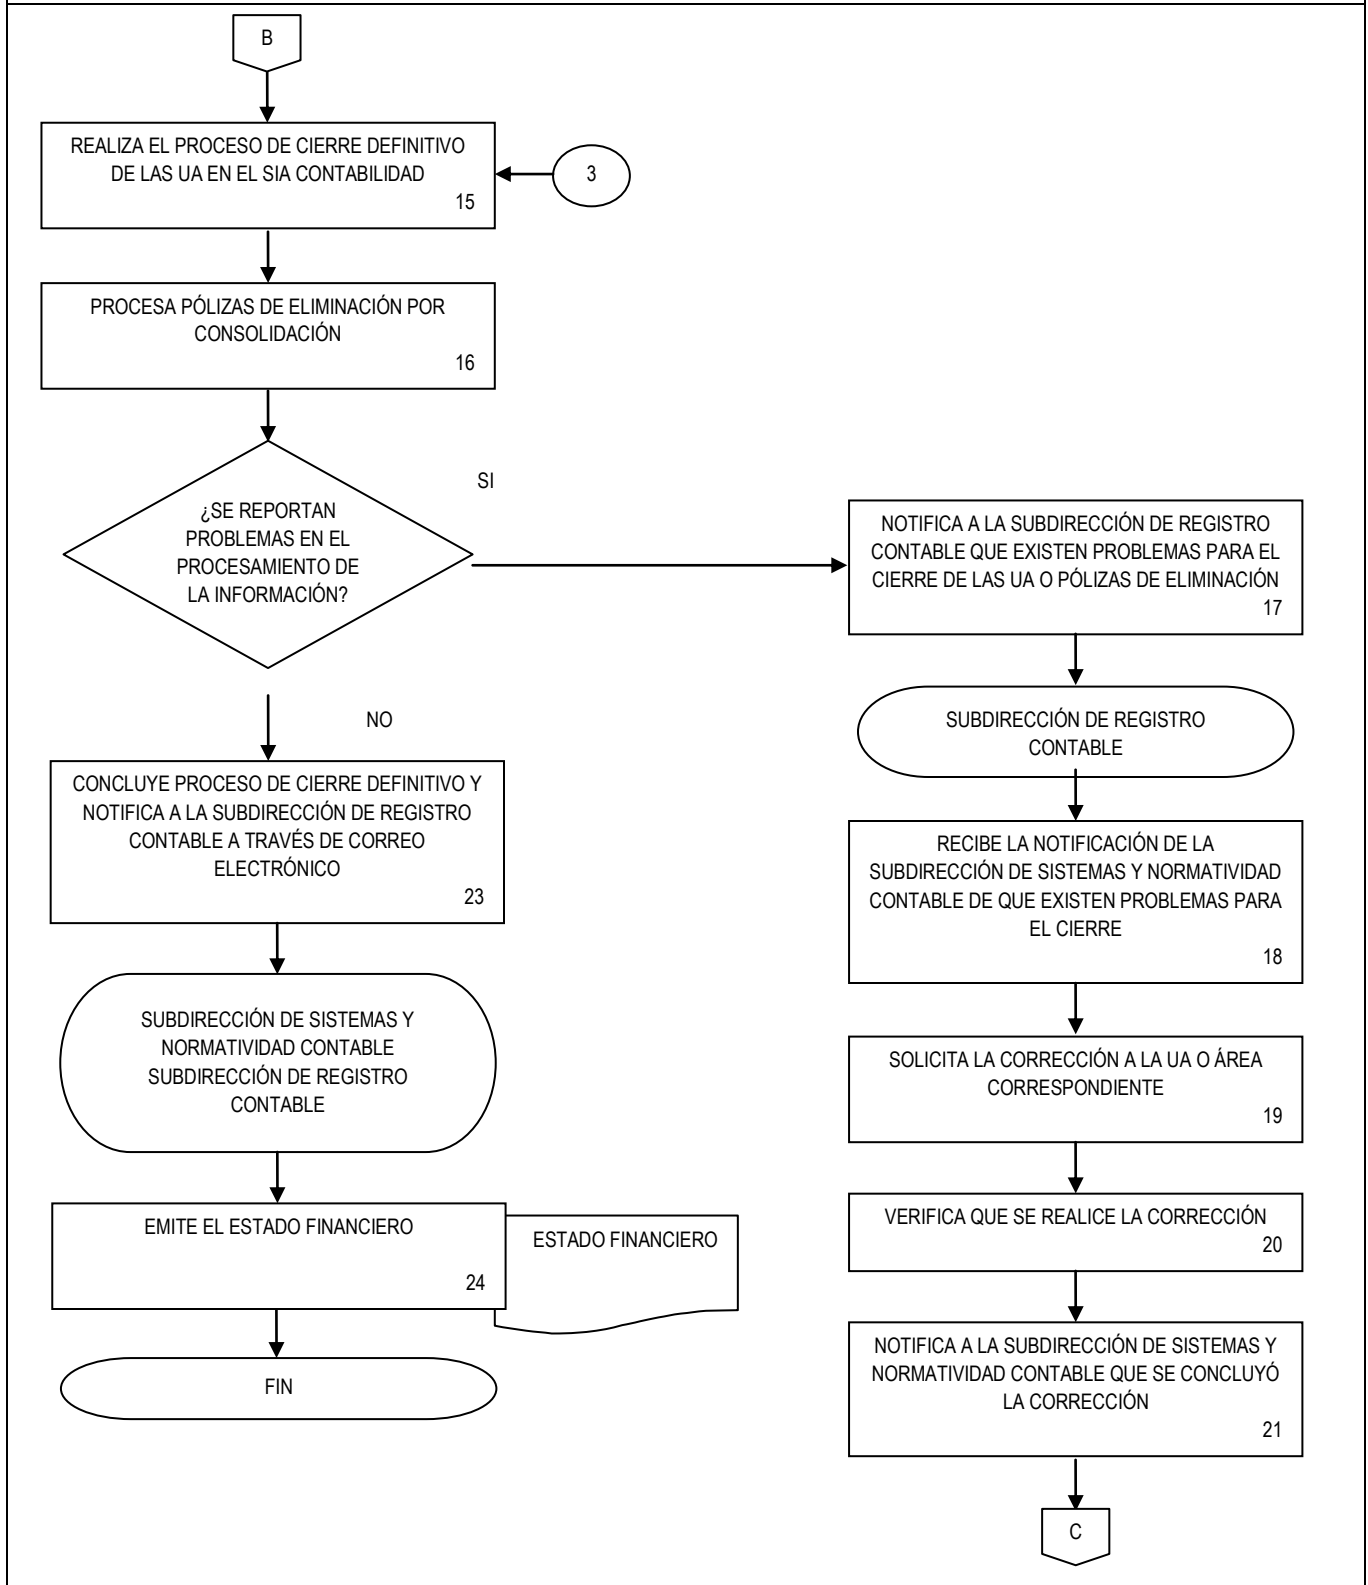 B
REALIZA EL PROCESO DE CIERRE DEFINITIVO
DE LAS UA EN EL SIA CONTABILIDAD
15
3
PROCESA PÓLIZAS DE ELIMINACIÓN POR
CONSOLIDACIÓN
16
¿SE REPORTAN
PROBLEMAS EN EL
PROCESAMIENTO DE
LA INFORMACIÓN?
SI
NO
CONCLUYE PROCESO DE CIERRE DEFINITIVO Y
NOTIFICA A LA SUBDIRECCIÓN DE REGISTRO
CONTABLE A TRAVÉS DE CORREO
ELECTRÓNICO
23
SUBDIRECCIÓN DE SISTEMAS Y
NORMATIVIDAD CONTABLE
SUBDIRECCIÓN DE REGISTRO
CONTABLE
EMITE EL ESTADO FINANCIERO
24
ESTADO FINANCIERO
FIN
NOTIFICA A LA SUBDIRECCIÓN DE REGISTRO
CONTABLE QUE EXISTEN PROBLEMAS PARA EL
CIERRE DE LAS UA O PÓLIZAS DE ELIMINACIÓN
17
SUBDIRECCIÓN DE REGISTRO
CONTABLE
RECIBE LA NOTIFICACIÓN DE LA
SUBDIRECCIÓN DE SISTEMAS Y NORMATIVIDAD
CONTABLE DE QUE EXISTEN PROBLEMAS PARA
EL CIERRE
18
SOLICITA LA CORRECCIÓN A LA UA O ÁREA
CORRESPONDIENTE
19
VERIFICA QUE SE REALICE LA CORRECCIÓN
20
NOTIFICA A LA SUBDIRECCIÓN DE SISTEMAS Y
NORMATIVIDAD CONTABLE QUE SE CONCLUYÓ
LA CORRECCIÓN
21
C